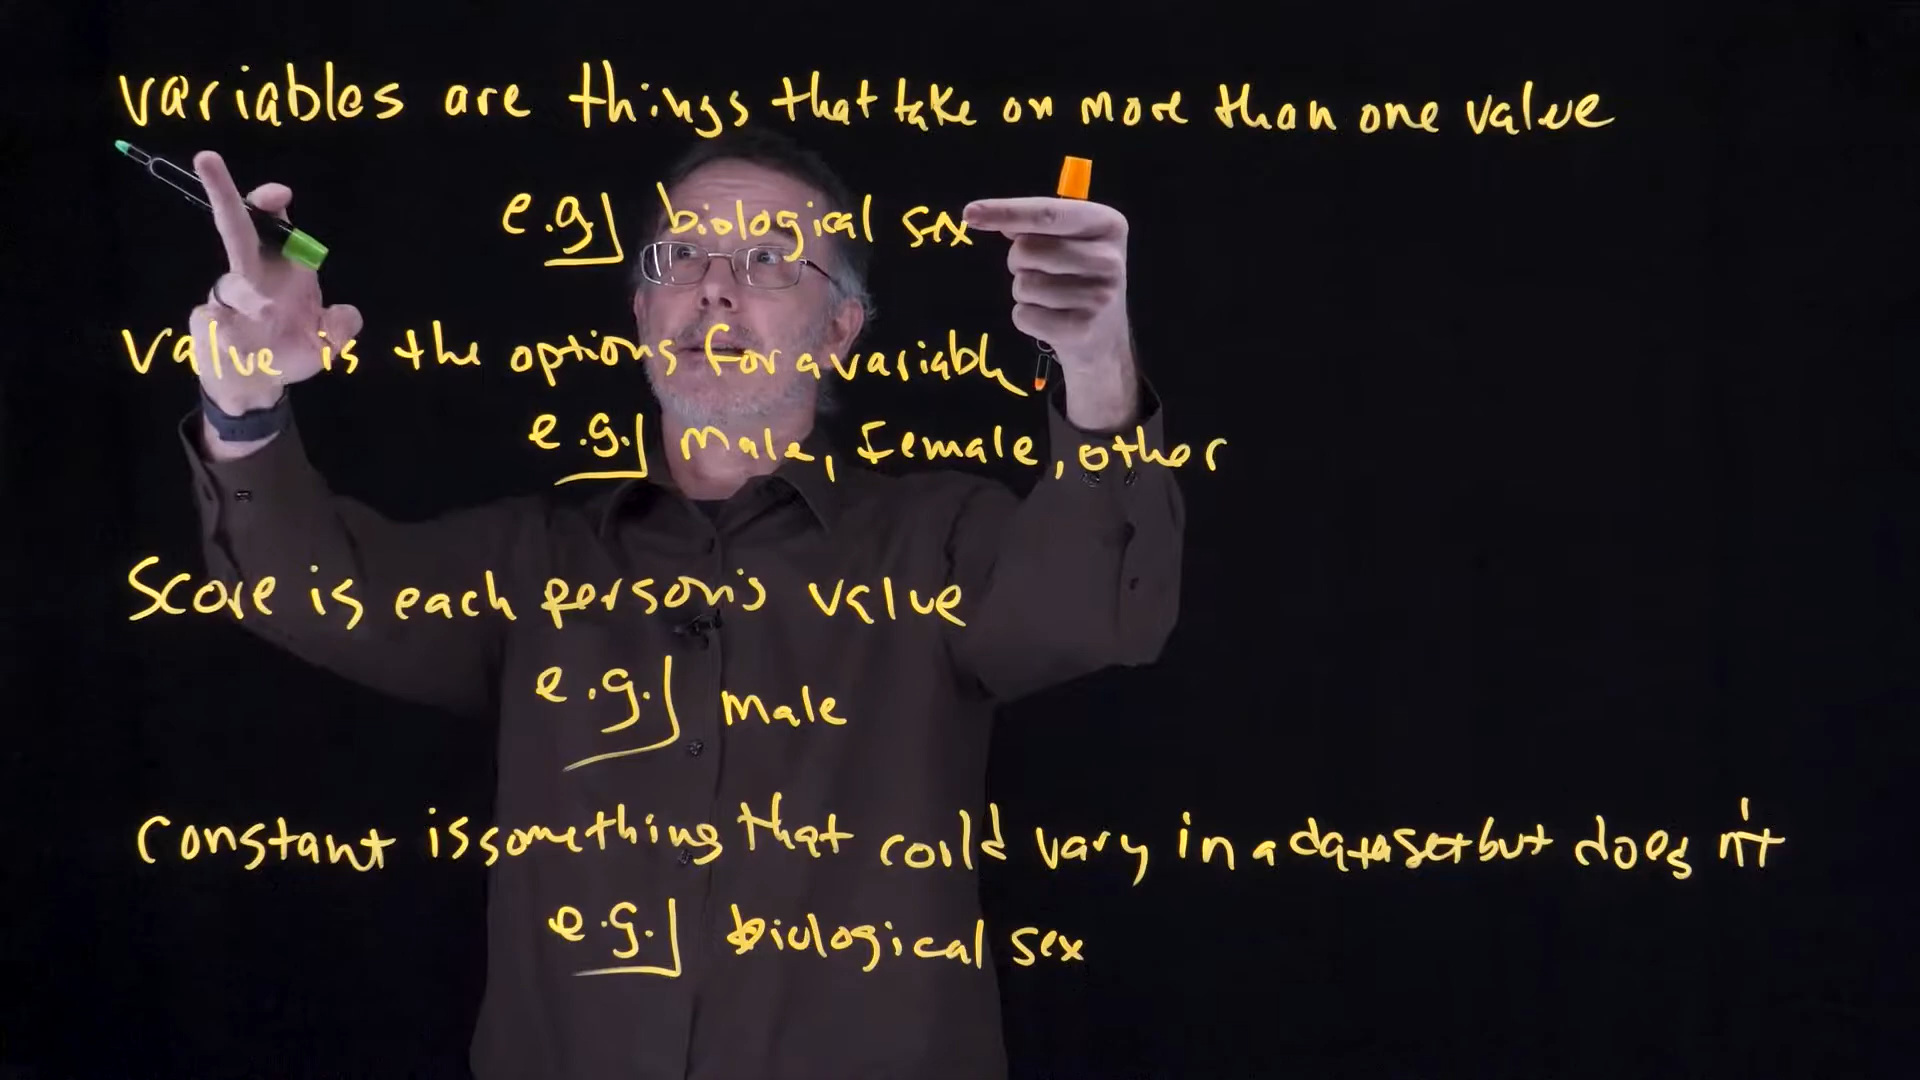 variables are things that take on more than one value
e.g. biological sex
value is the options for a variable
e.g. male, female, other
Score is each person's value
e.g. male
constant is something that could vary in a dataset but does n't
e.g. biological sex